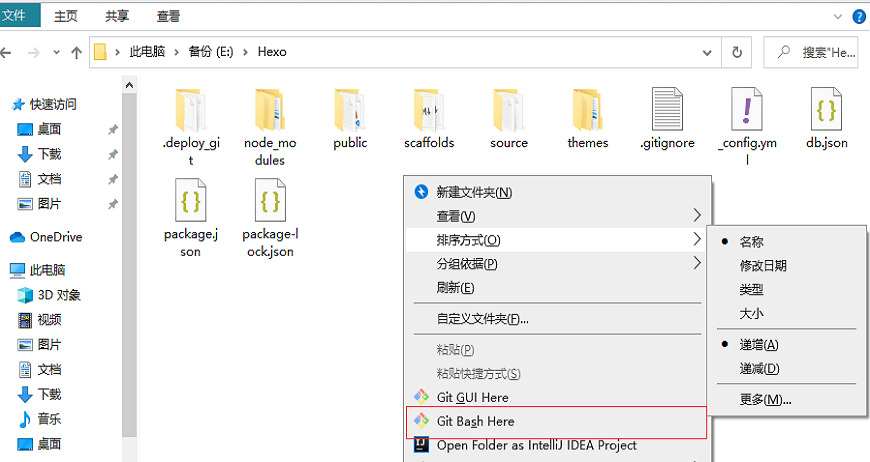 文件 主页 共享 查看
此电脑 备份 (E:) Hexo 搜索"He...
快速访问
桌面
下载
文档
图片
OneDrive
此电脑
3D 对象
视频
图片
文档
下载
音乐
桌面
.deploy_gi node_mo public scaffolds source themes .gitignore _config.ym db.json
t dules l
package.j package-l
son ock.json
新建文件夹(N)
查看(V)
排序方式(O)
分组依据(P)
刷新(E)
自定义文件夹(F)...
粘贴(P)
粘贴快捷方式(S)
Git GUI Here
Git Bash Here
Open Folder as IntelliJ IDEA Project
名称
修改日期
类型
大小
递增(A)
递减(D)
更多(M)...